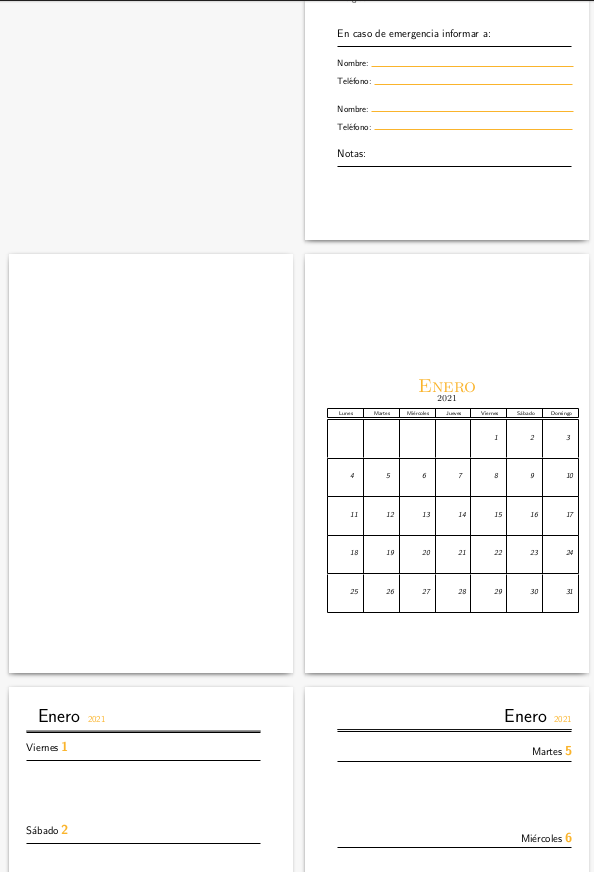 En caso de emergencia informar a:
Nombre:
Teléfono:
Nombre:
Teléfono:
Notas:
Enero
2021
Lunes Martes Miércoles Jueves Viernes Sábado Domingo
1 2 3
4 5 6 7 8 9 10
11 12 13 14 15 16 17
18 19 20 21 22 23 24
25 26 27 28 29 30 31
Enero 2021
Viernes 1
Sábado 2
Enero 2021
Martes 5
Miércoles 6